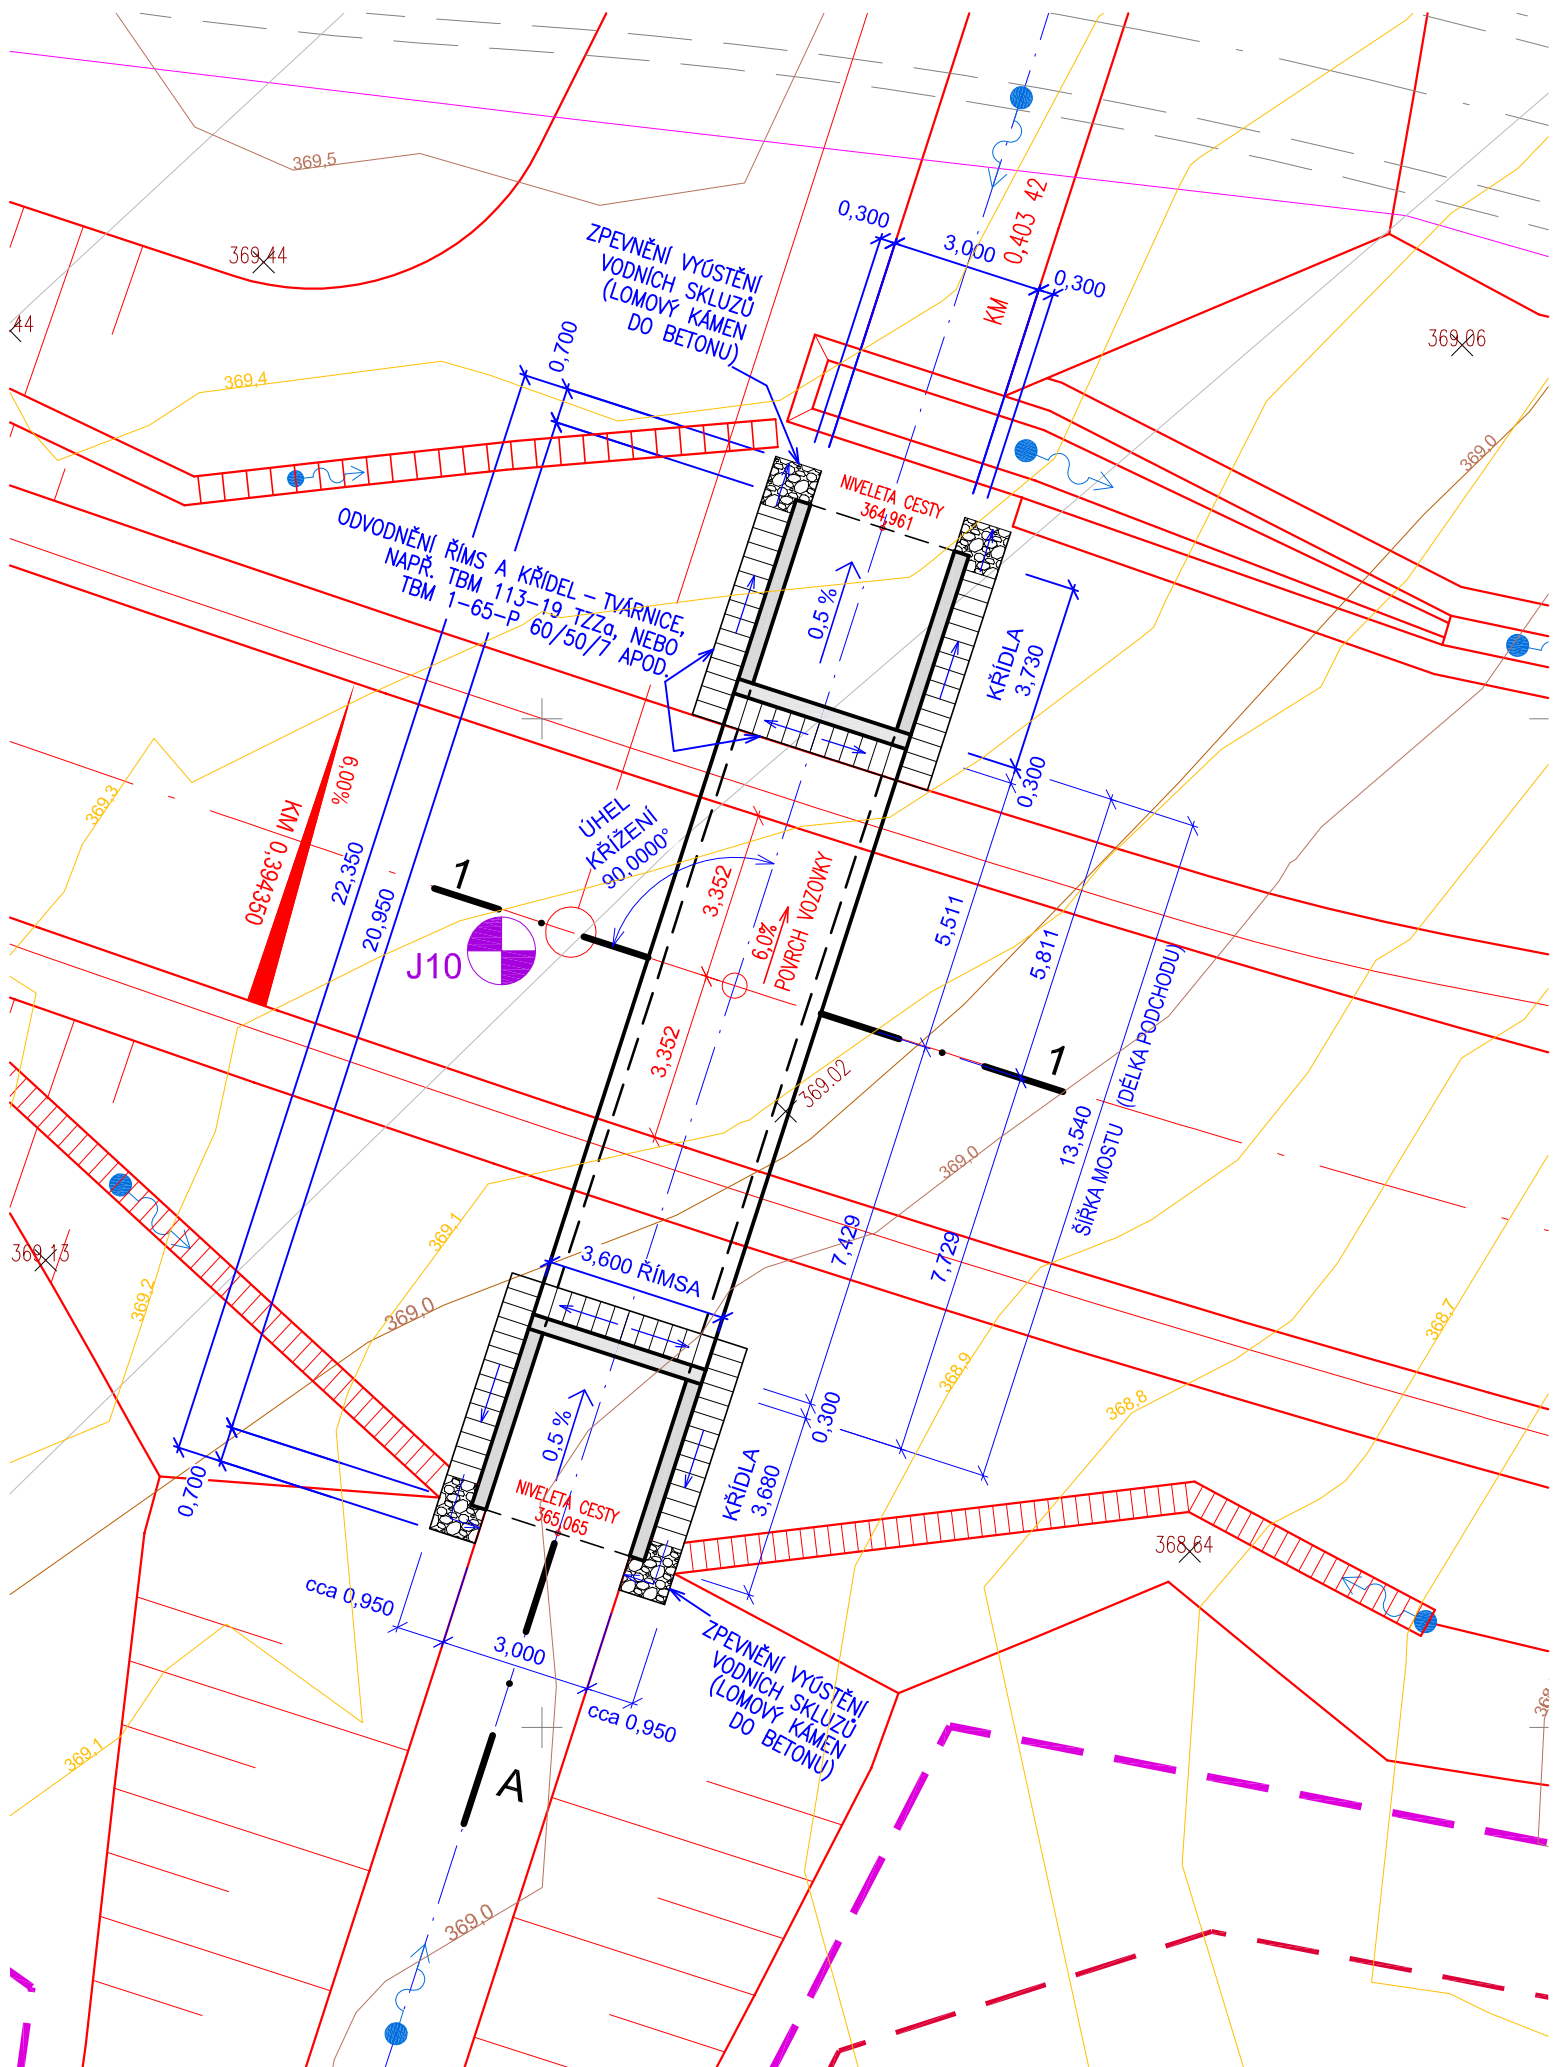 369,5
369.44
44
369,4
ZPEVNĚNÍ VYÚSTĚNÍ
VODNÍCH SKLUZŮ
(LOMOVÝ KÁMEN
DO BETONU)
0,300
3,000
0,300
KM 0,403 42
369.06
369,0
0,700
NIVELETA CESTY
364,961
ODVODNĚNÍ ŘÍMS A KŘÍDEL – TVÁRNICE,
NAPŘ. TBM 113–19 TZZa, NEBO
TBM 1–65–P 60/50/7 APOD.
0,5 %
KŘÍDLA
3,730
0,300
369,3
6,00%
KM 0,394350
22,350
20,950
ÚHEL
KŘÍŽENÍ
90,0000°
1
J10
3,352
6,0%
POVRCH VOZOVKY
5,511
5,811
3,352
1
369.02
369,0
13,540
ŠÍŘKA MOSTU (DÉLKA PODCHODU)
369,1
369.13
369,2
369,0
3,600 ŘÍMSA
7,429
7,729
368,7
368,9
368,8
0,300
0,5 %
KŘÍDLA
3,680
0,700
NIVELETA CESTY
365,065
368.64
cca 0,950
3,000
cca 0,950
ZPEVNĚNÍ VYÚSTĚNÍ
VODNÍCH SKLUZŮ
(LOMOVÝ KÁMEN
DO BETONU)
368
369,1
A
369,0